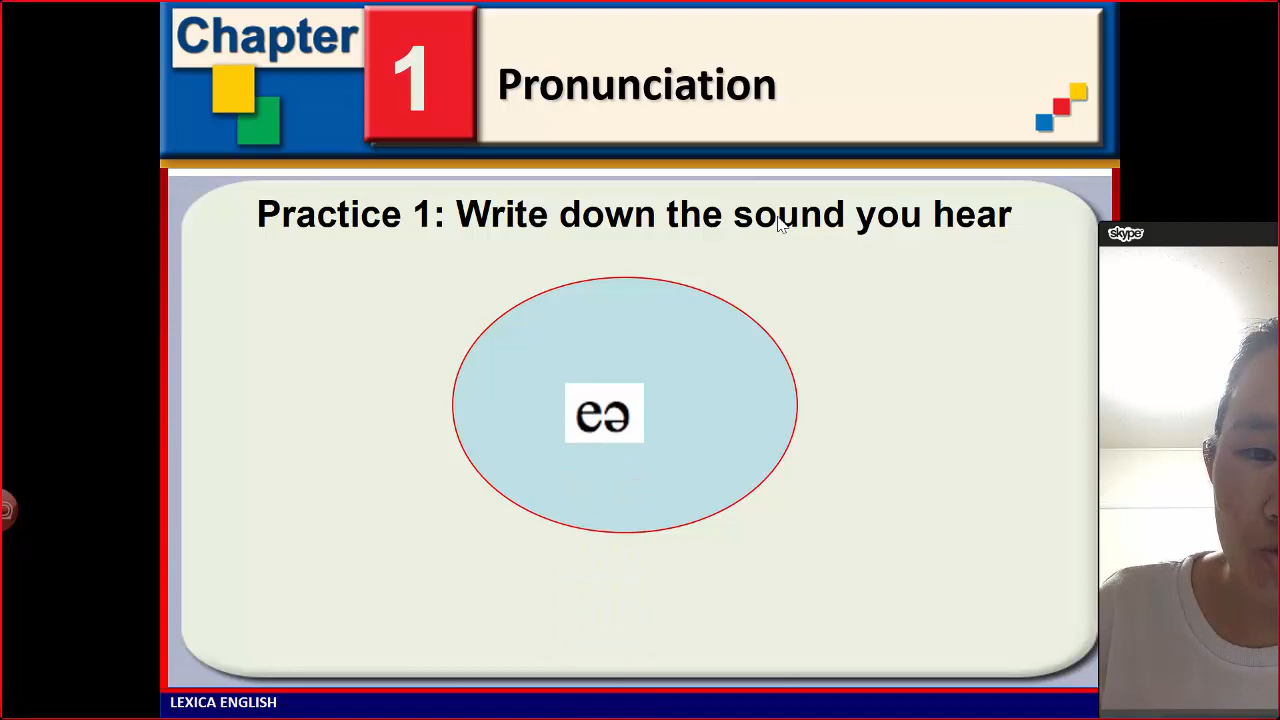 Chapter
1
Pronunciation
Practice 1: Write down the sound you hear
skype
eə
LEXICA ENGLISH